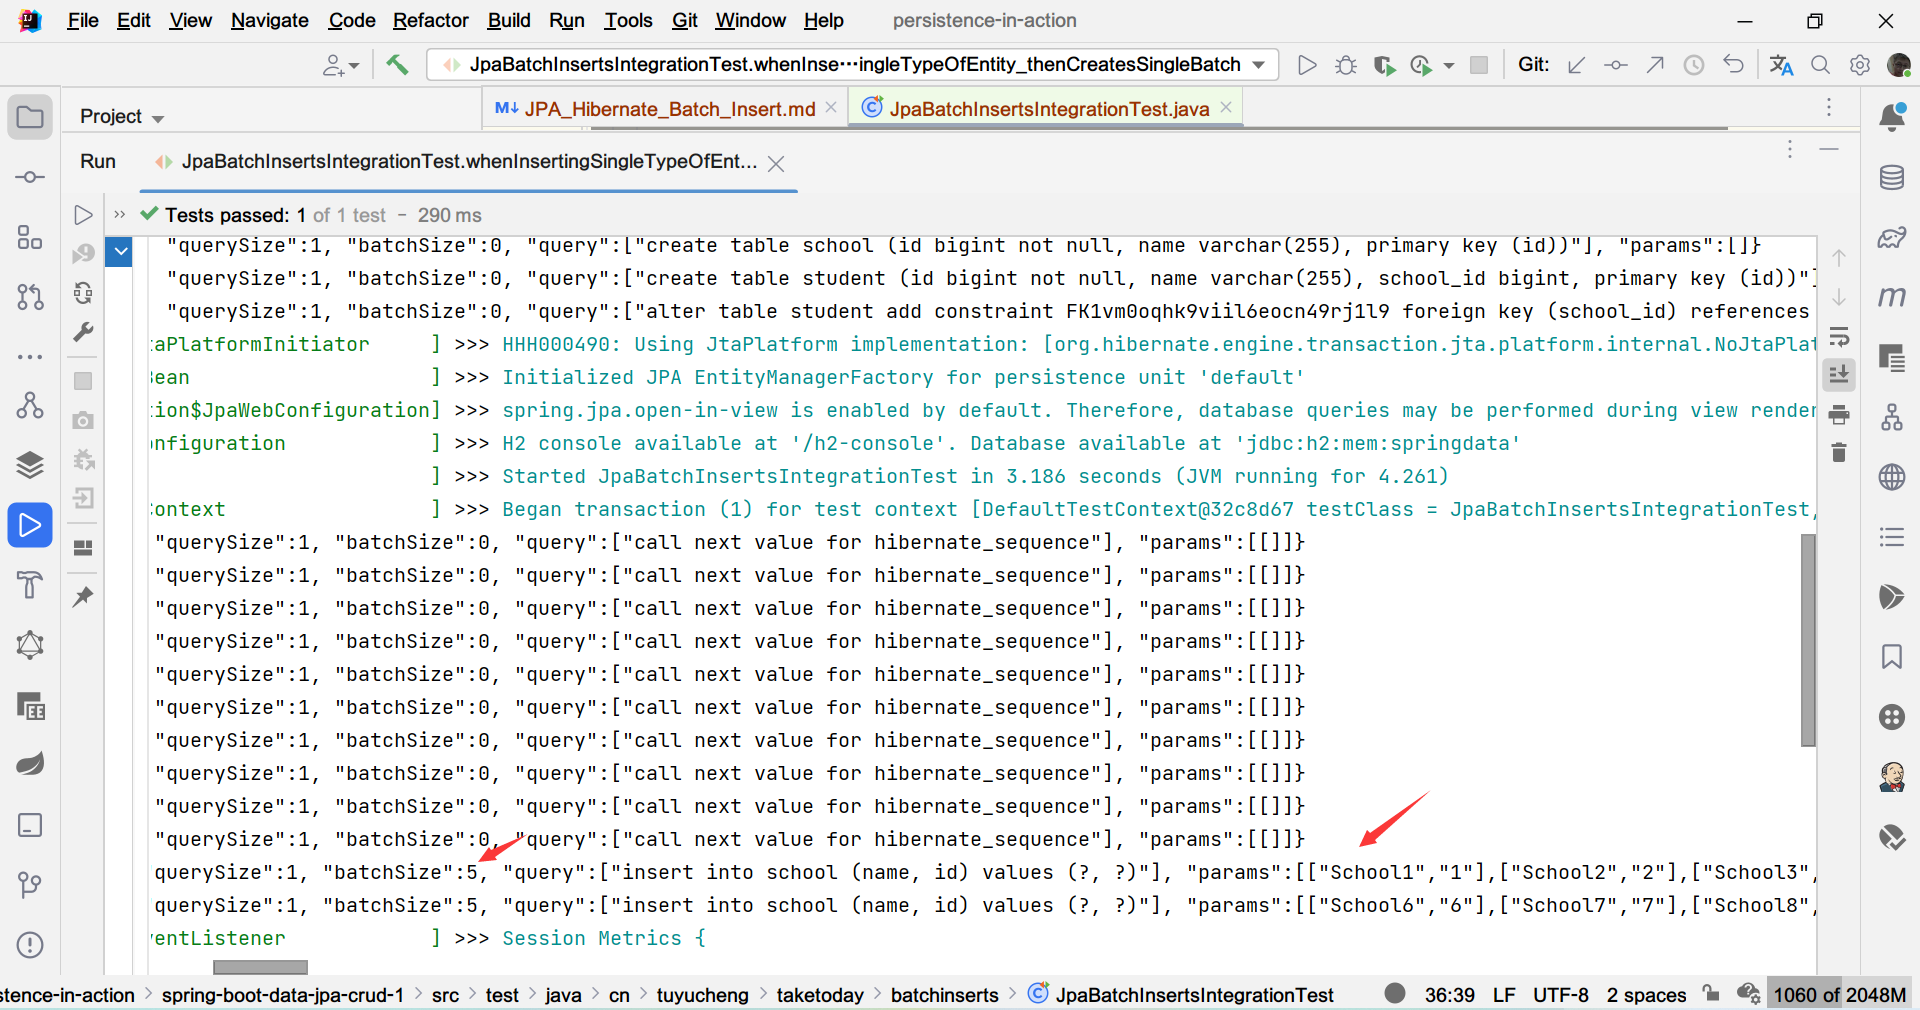 File Edit View Navigate Code Refactor Build Run Tools Git Window Help persistence-in-action
JpaBatchInsertsIntegrationTest.whenInse···ingleTypeOfEntity_thenCreatesSingleBatch Git:
Project M↓ JPA_Hibernate_Batch_Insert.md JpaBatchInsertsIntegrationTest.java
Run JpaBatchInsertsIntegrationTest.whenInsertingSingleTypeOfEnt...
Tests passed: 1 of 1 test – 290 ms
"querySize":1, "batchSize":0, "query":["create table school (id bigint not null, name varchar(255), primary key (id))"], "params":[]}
"querySize":1, "batchSize":0, "query":["create table student (id bigint not null, name varchar(255), school_id bigint, primary key (id))"]
"querySize":1, "batchSize":0, "query":["alter table student add constraint FK1vm0oqhk9viil6eocn49rj1l9 foreign key (school_id) references
:aPlatformInitiator ] >>> HHH000490: Using JtaPlatform implementation: [org.hibernate.engine.transaction.jta.platform.internal.NoJtaPlat
Bean ] >>> Initialized JPA EntityManagerFactory for persistence unit 'default'
:ion$JpaWebConfiguration] >>> spring.jpa.open-in-view is enabled by default. Therefore, database queries may be performed during view render
onfiguration ] >>> H2 console available at '/h2-console'. Database available at 'jdbc:h2:mem:springdata'
] >>> Started JpaBatchInsertsIntegrationTest in 3.186 seconds (JVM running for 4.261)
Context ] >>> Began transaction (1) for test context [DefaultTestContext@32c8d67 testClass = JpaBatchInsertsIntegrationTest,
"querySize":1, "batchSize":0, "query":["call next value for hibernate_sequence"], "params":[[]]}
"querySize":1, "batchSize":0, "query":["call next value for hibernate_sequence"], "params":[[]]}
"querySize":1, "batchSize":0, "query":["call next value for hibernate_sequence"], "params":[[]]}
"querySize":1, "batchSize":0, "query":["call next value for hibernate_sequence"], "params":[[]]}
"querySize":1, "batchSize":0, "query":["call next value for hibernate_sequence"], "params":[[]]}
"querySize":1, "batchSize":0, "query":["call next value for hibernate_sequence"], "params":[[]]}
"querySize":1, "batchSize":0, "query":["call next value for hibernate_sequence"], "params":[[]]}
"querySize":1, "batchSize":0, "query":["call next value for hibernate_sequence"], "params":[[]]}
"querySize":1, "batchSize":0, "query":["call next value for hibernate_sequence"], "params":[[]]}
"querySize":1, "batchSize":0, "query":["call next value for hibernate_sequence"], "params":[[]]}
querySize":1, "batchSize":5, "query":["insert into school (name, id) values (?, ?)"], "params":[["School1","1"],["School2","2"],["School3",
querySize":1, "batchSize":5, "query":["insert into school (name, id) values (?, ?)"], "params":[["School6","6"],["School7","7"],["School8",
ventListener ] >>> Session Metrics {
stence-in-action spring-boot-data-jpa-crud-1 src test java cn tuyucheng taketoday batchinserts JpaBatchInsertsIntegrationTest 36:39 LF UTF-8 2 spaces 1060 of 2048M